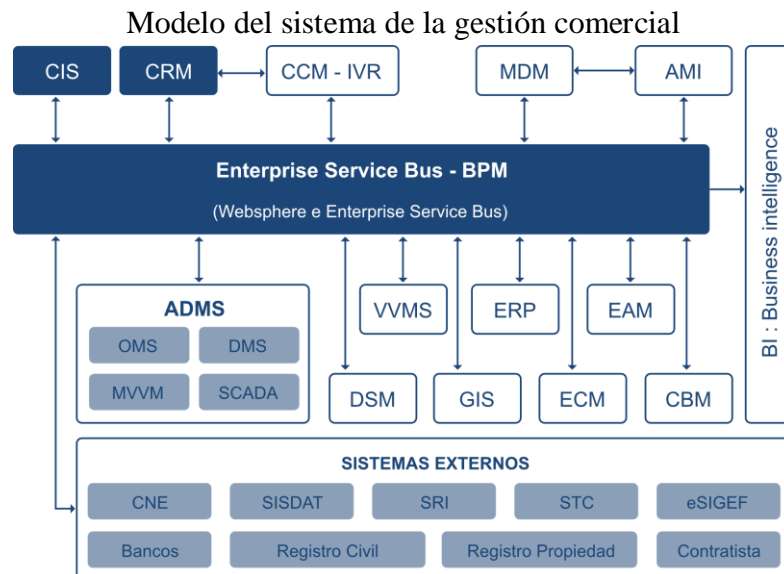 Modelo del sistema de la gestión comercial
CIS
CRM
CCM - IVR
MDM
AMI
Enterprise Service Bus - BPM
(Websphere e Enterprise Service Bus)
BI : Business intelligence
ADMS
OMS
DMS
MVVM
SCADA
VVMS
ERP
EAM
DSM
GIS
ECM
CBM
SISTEMAS EXTERNOS
CNE
SISDAT
SRI
STC
eSIGEF
Bancos
Registro Civil
Registro Propiedad
Contratista